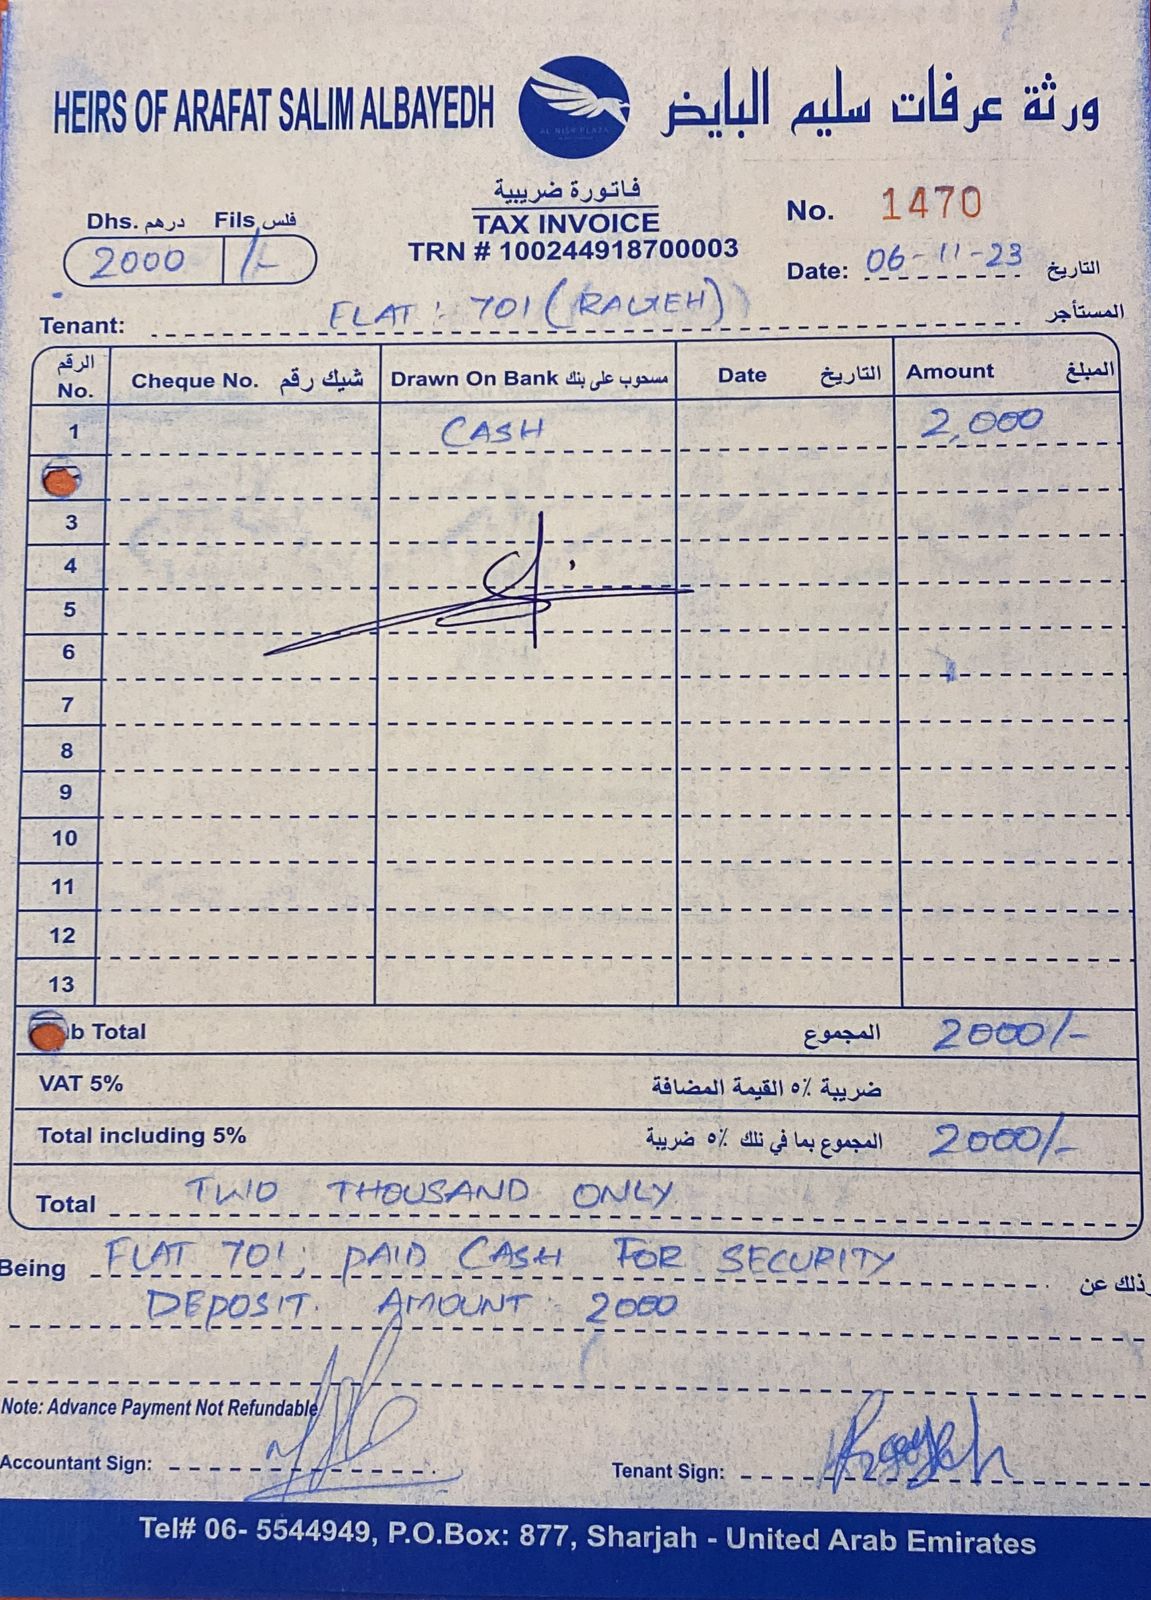 HEIRS OF ARAFAT SALIM ALBAYEDH
AL NISR PLAZA
ورثة عرفات سليم البايض
فاتورة ضريبية
TAX INVOICE
TRN # 100244918700003
Dhs. درهم Fils فلس
2000 /-
No. 1470
Date: 06-11-23 التاريخ
Tenant: FLAT: 701 ( ) المستأجر
الرقم No. Cheque No. شيك رقم Drawn On Bank مسحوب على بنك Date التاريخ Amount المبلغ
1 CASH 2,000
3
4
5
6
7
8
9
10
11
12
13
b Total المجموع 2000/-
VAT 5% ضريبة ٥٪ القيمة المضافة
Total including 5% المجموع بما في ذلك ٥٪ ضريبة 2000/-
Total TWO THOUSAND ONLY
Being FLAT 701; PAID CASH FOR SECURITY وذلك عن
DEPOSIT. AMOUNT: 2000
Note: Advance Payment Not Refundable
Accountant Sign:
Tenant Sign:
Tel# 06- 5544949, P.O.Box: 877, Sharjah - United Arab Emirates